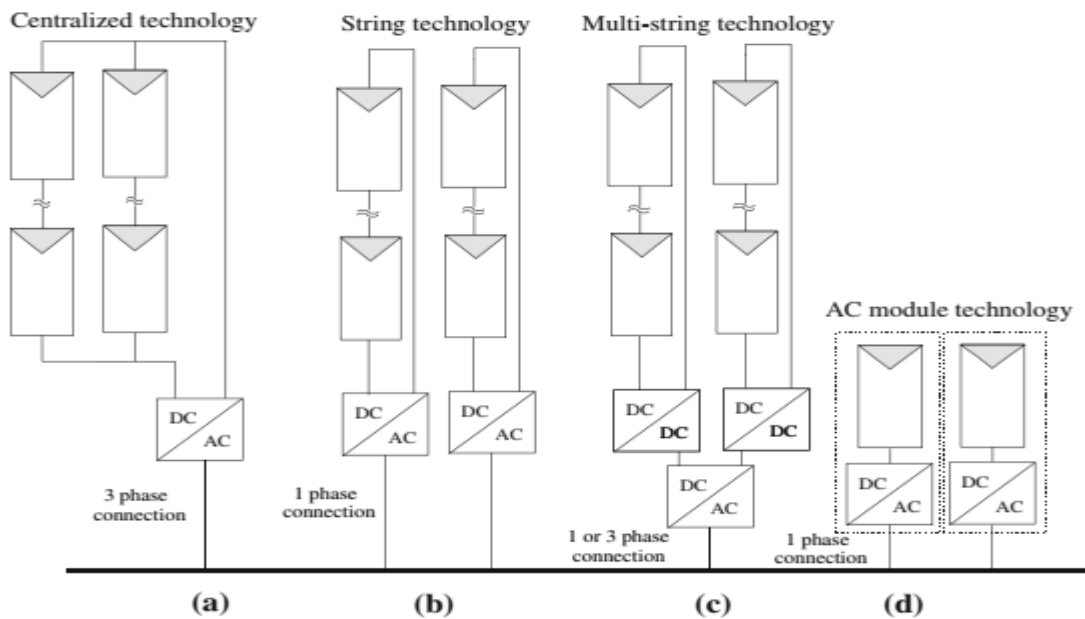 Centralized technology
String technology
Multi-string technology
AC module technology
DC
AC
3 phase
connection
DC
AC
DC
AC
1 phase
connection
DC
DC
DC
DC
DC
AC
1 or 3 phase
connection
DC
AC
DC
AC
1 phase
connection
(a)
(b)
(c)
(d)